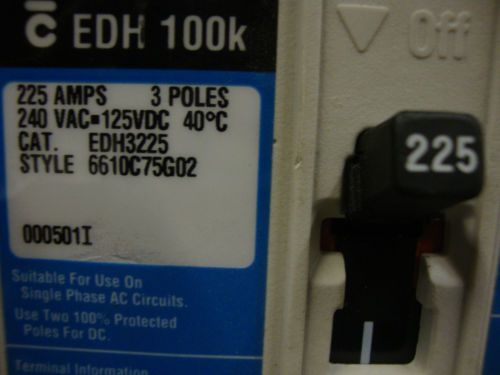 EDH 100k
225 AMPS 3 POLES
240 VAC=125VDC 40°C
CAT. EDH3225
STYLE 6610C75G02
000501I
Suitable For Use On
Single Phase AC Circuits.
Use Two 100% Protected
Poles For DC.
Terminal Information
Off
225